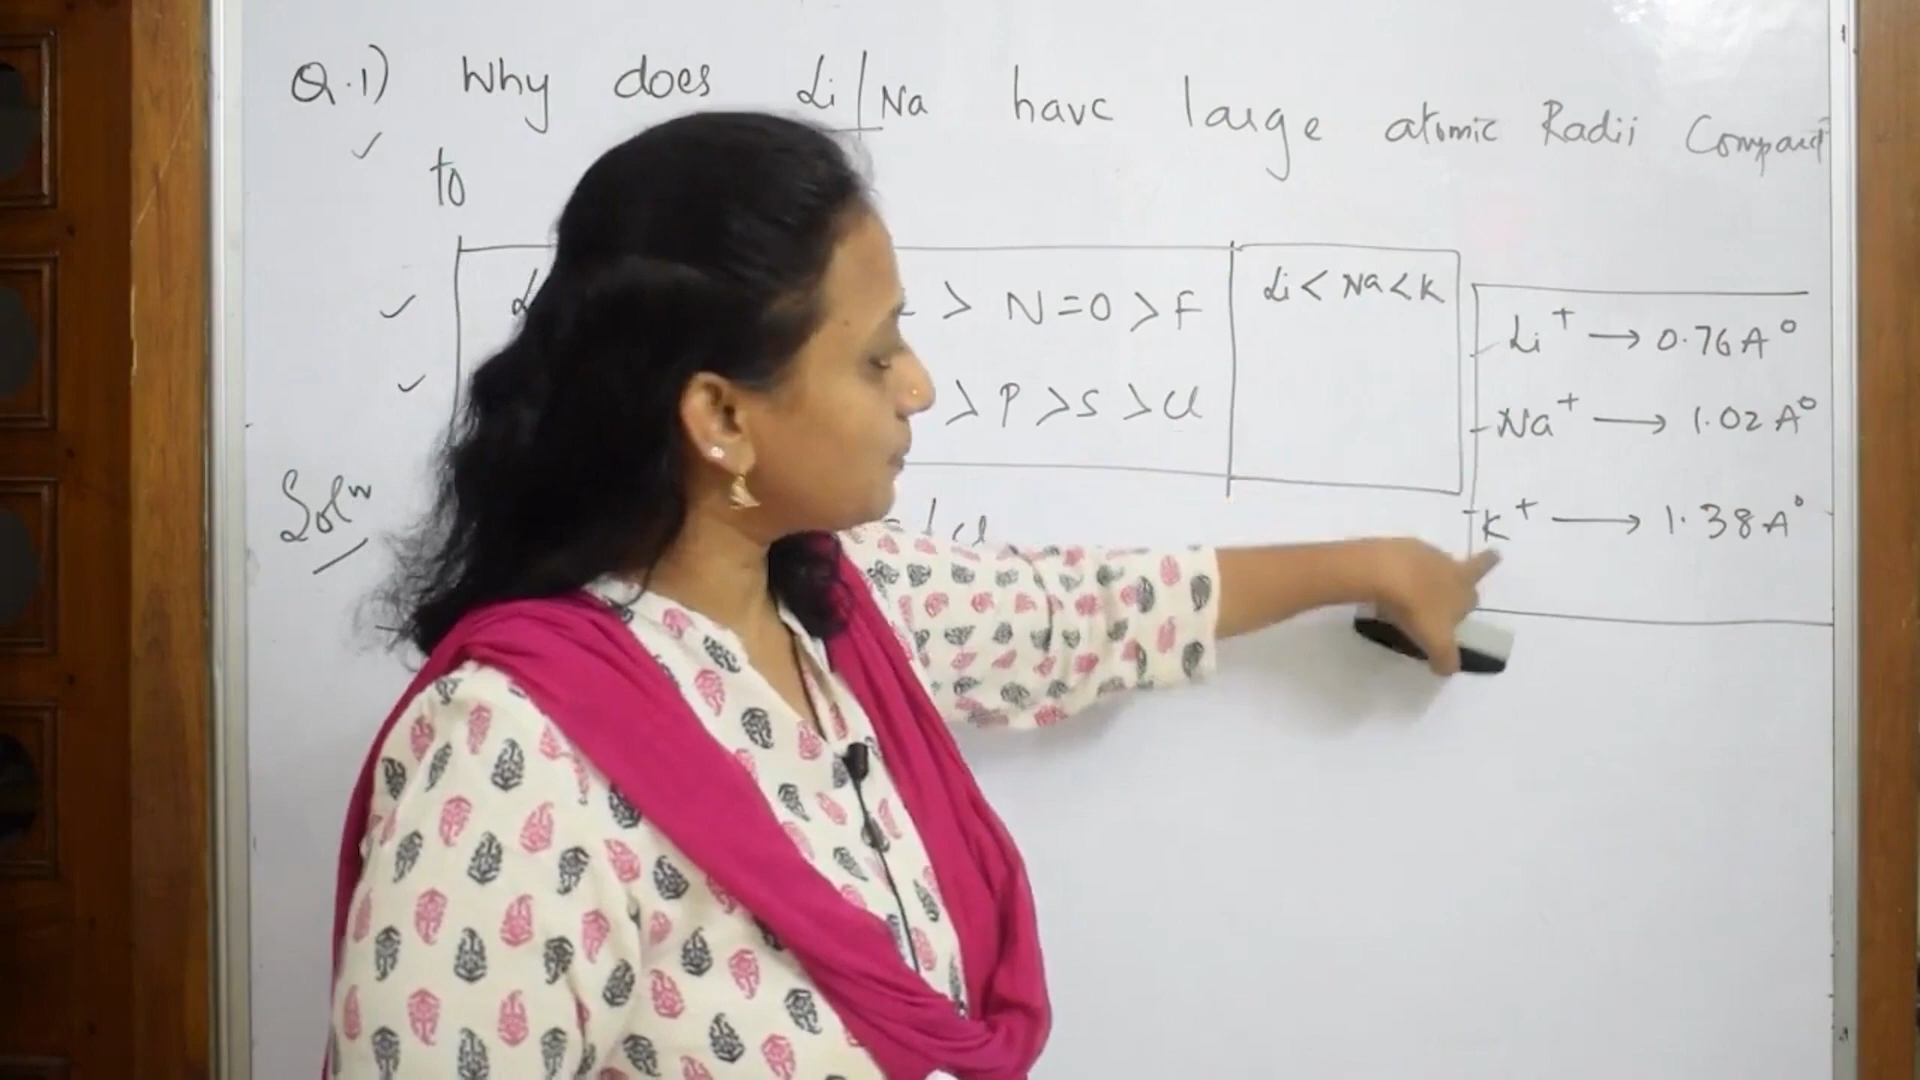 Q.1) Why does Li/Na have large atomic Radii Compard
to
> N=O >F
Li < Na < K
> P >S >Cl
Li+ → 0.76 A°
Na+ → 1.02 A°
K+ → 1.38 A°
Soln